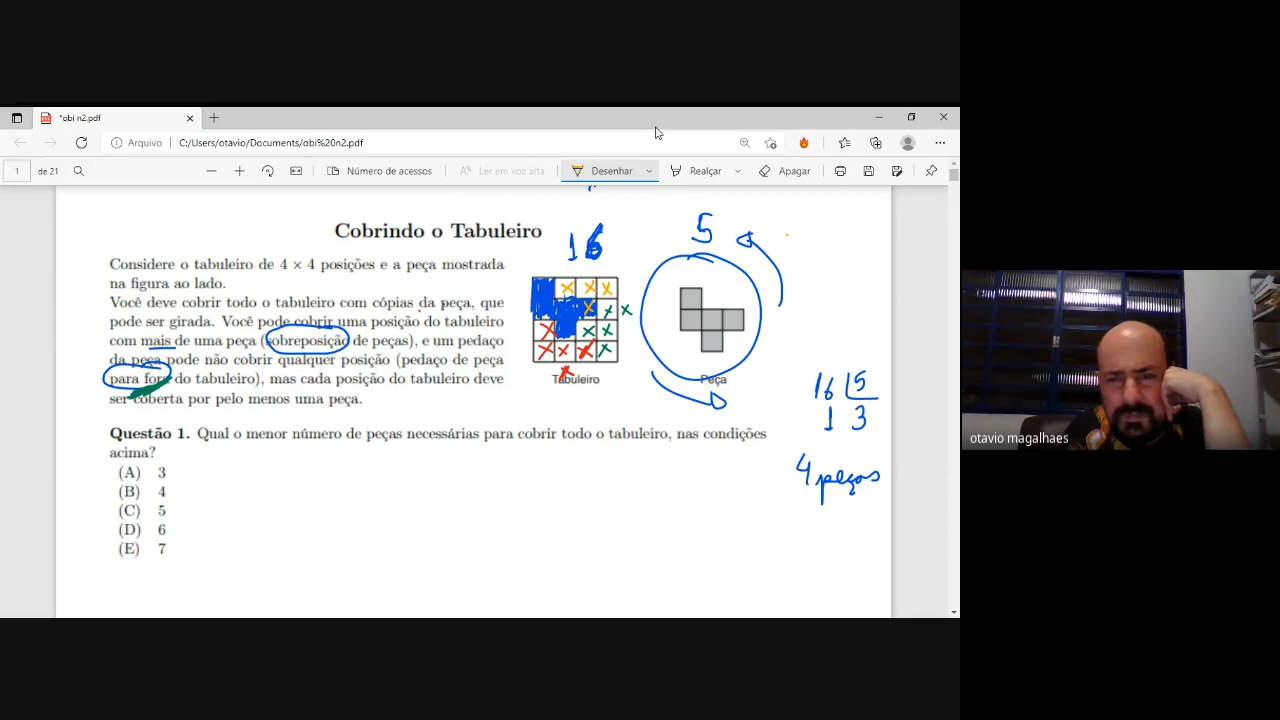 *obi n2.pdf
Arquivo C:/Users/otavio/Documents/obi%20n2.pdf
1 de 21 Número de acessos Ler em voz alta Desenhar Realçar Apagar
Cobrindo o Tabuleiro
16
5
Considere o tabuleiro de 4 × 4 posições e a peça mostrada
na figura ao lado.
Você deve cobrir todo o tabuleiro com cópias da peça, que
pode ser girada. Você pode cobrir uma posição do tabuleiro
com mais de uma peça (sobreposição de peças), e um pedaço
da peça pode não cobrir qualquer posição (pedaço de peça
para fora do tabuleiro), mas cada posição do tabuleiro deve
ser coberta por pelo menos uma peça.
Tabuleiro
Peça
16 5
1 3
4 peças
Questão 1. Qual o menor número de peças necessárias para cobrir todo o tabuleiro, nas condições
acima?
(A) 3
(B) 4
(C) 5
(D) 6
(E) 7
otavio magalhaes